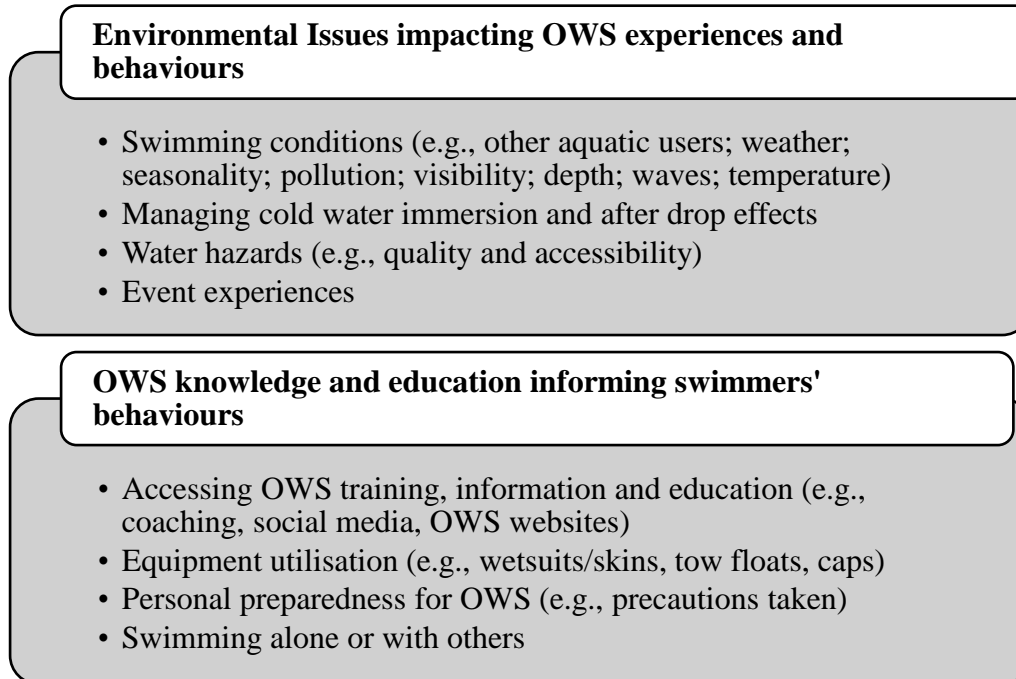 Environmental Issues impacting OWS experiences and
behaviours
• Swimming conditions (e.g., other aquatic users; weather;
seasonality; pollution; visibility; depth; waves; temperature)
• Managing cold water immersion and after drop effects
• Water hazards (e.g., quality and accessibility)
• Event experiences
OWS knowledge and education informing swimmers'
behaviours
• Accessing OWS training, information and education (e.g.,
coaching, social media, OWS websites)
• Equipment utilisation (e.g., wetsuits/skins, tow floats, caps)
• Personal preparedness for OWS (e.g., precautions taken)
• Swimming alone or with others